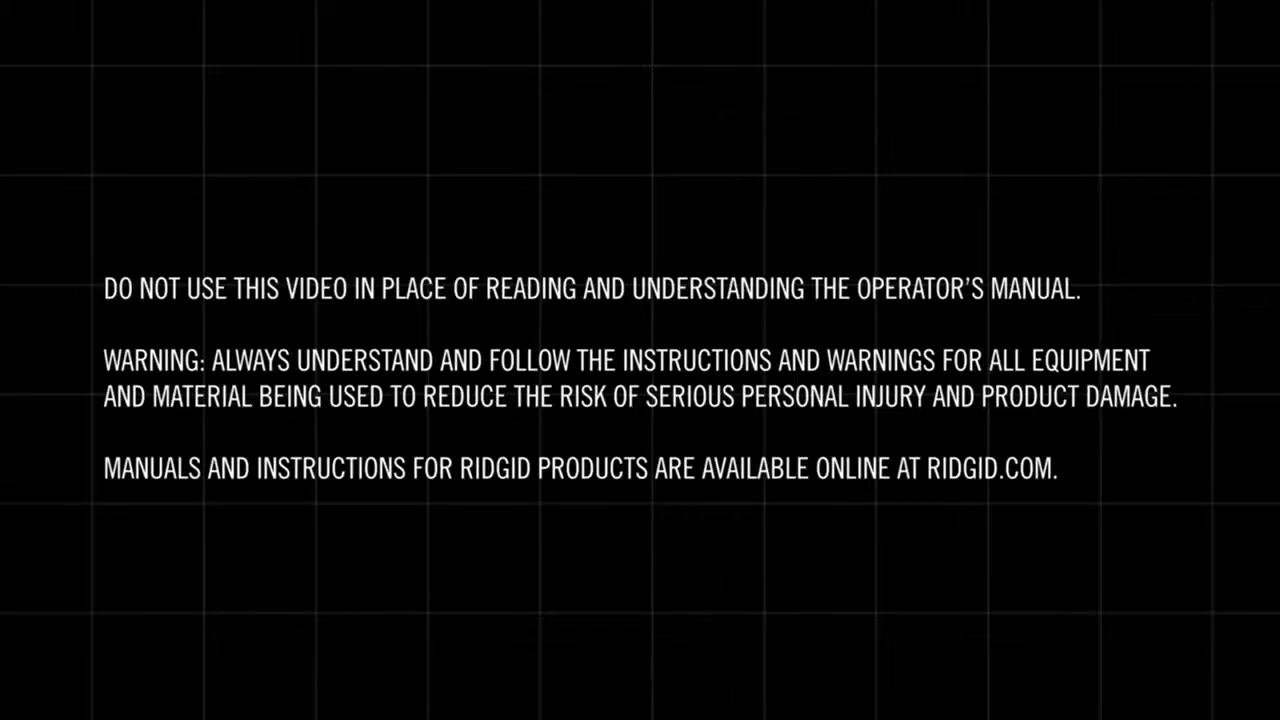 DO NOT USE THIS VIDEO IN PLACE OF READING AND UNDERSTANDING THE OPERATOR’S MANUAL.
WARNING: ALWAYS UNDERSTAND AND FOLLOW THE INSTRUCTIONS AND WARNINGS FOR ALL EQUIPMENT
AND MATERIAL BEING USED TO REDUCE THE RISK OF SERIOUS PERSONAL INJURY AND PRODUCT DAMAGE.
MANUALS AND INSTRUCTIONS FOR RIDGID PRODUCTS ARE AVAILABLE ONLINE AT RIDGID.COM.